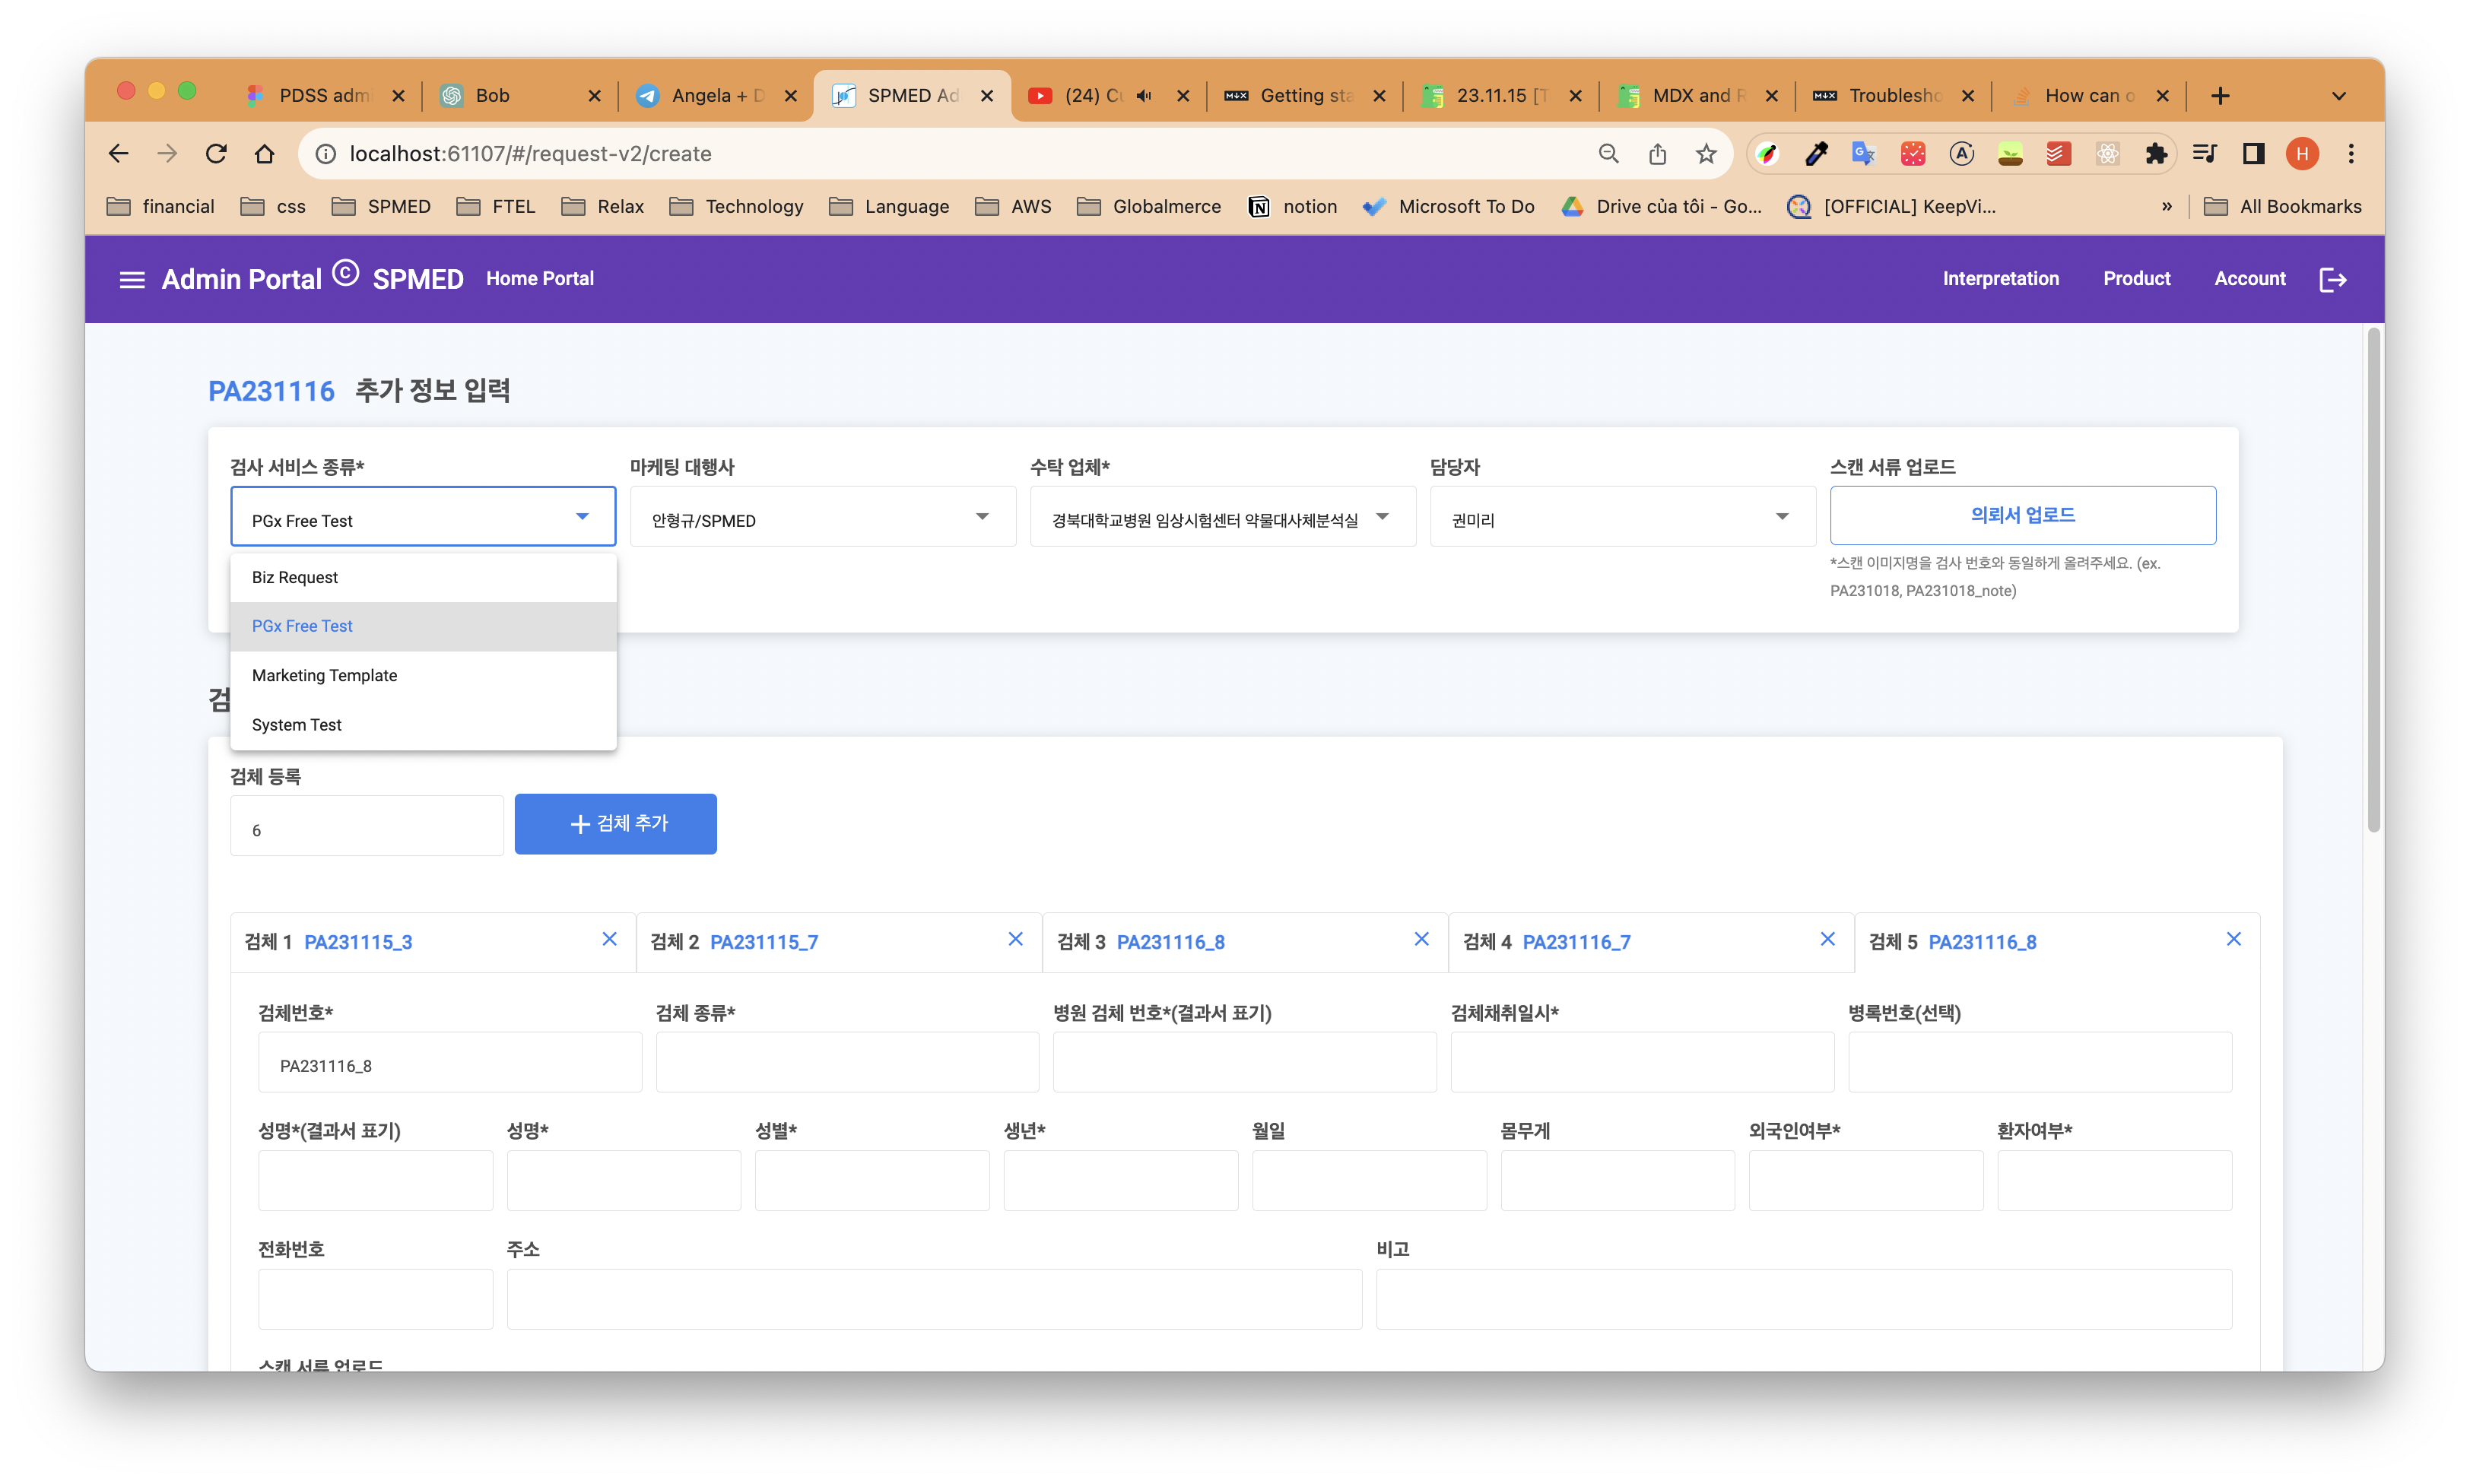 PDSS adm
Bob
Angela + D
SPMED Ad
(24) Cu
Getting sta
23.11.15 [T
MDX and R
Troublesho
How can o
localhost:61107/#/request-v2/create
H
financial
css
SPMED
FTEL
Relax
Technology
Language
AWS
Globalmerce
notion
Microsoft To Do
Drive của tôi - Go...
[OFFICIAL] KeepVi...
»
All Bookmarks
Admin Portal © SPMED
Home Portal
Interpretation
Product
Account
PA231116 추가 정보 입력
검사 서비스 종류*
마케팅 대행사
수탁 업체*
담당자
스캔 서류 업로드
PGx Free Test
안형규/SPMED
경북대학교병원 임상시험센터 약물대사체분석실
권미리
의뢰서 업로드
*스캔 이미지명을 검사 번호와 동일하게 올려주세요. (ex.
PA231018, PA231018_note)
Biz Request
PGx Free Test
Marketing Template
System Test
검
검체 등록
6
+ 검체 추가
검체 1 PA231115_3
검체 2 PA231115_7
검체 3 PA231116_8
검체 4 PA231116_7
검체 5 PA231116_8
검체번호*
검체 종류*
병원 검체 번호*(결과서 표기)
검체채취일시*
병록번호(선택)
PA231116_8
성명*(결과서 표기)
성명*
성별*
생년*
월일
몸무게
외국인여부*
환자여부*
전화번호
주소
비고
스캔 서류 업로드